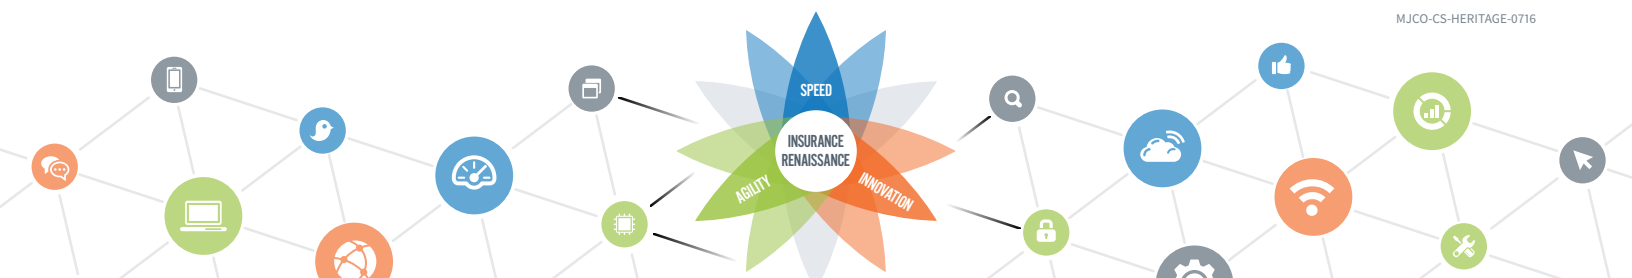 MJCO-CS-HERITAGE-0716
SPEED
INSURANCE
RENAISSANCE
AGILITY
INNOVATION